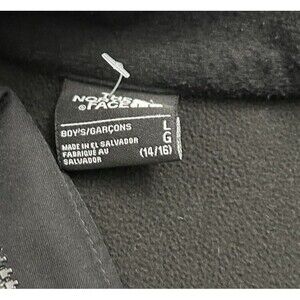 THE
NORTH
FACE
BOY'S/GARÇONS L
G
MADE IN EL SALVADOR
FABRIQUÉ AU
SALVADOR (14/16)